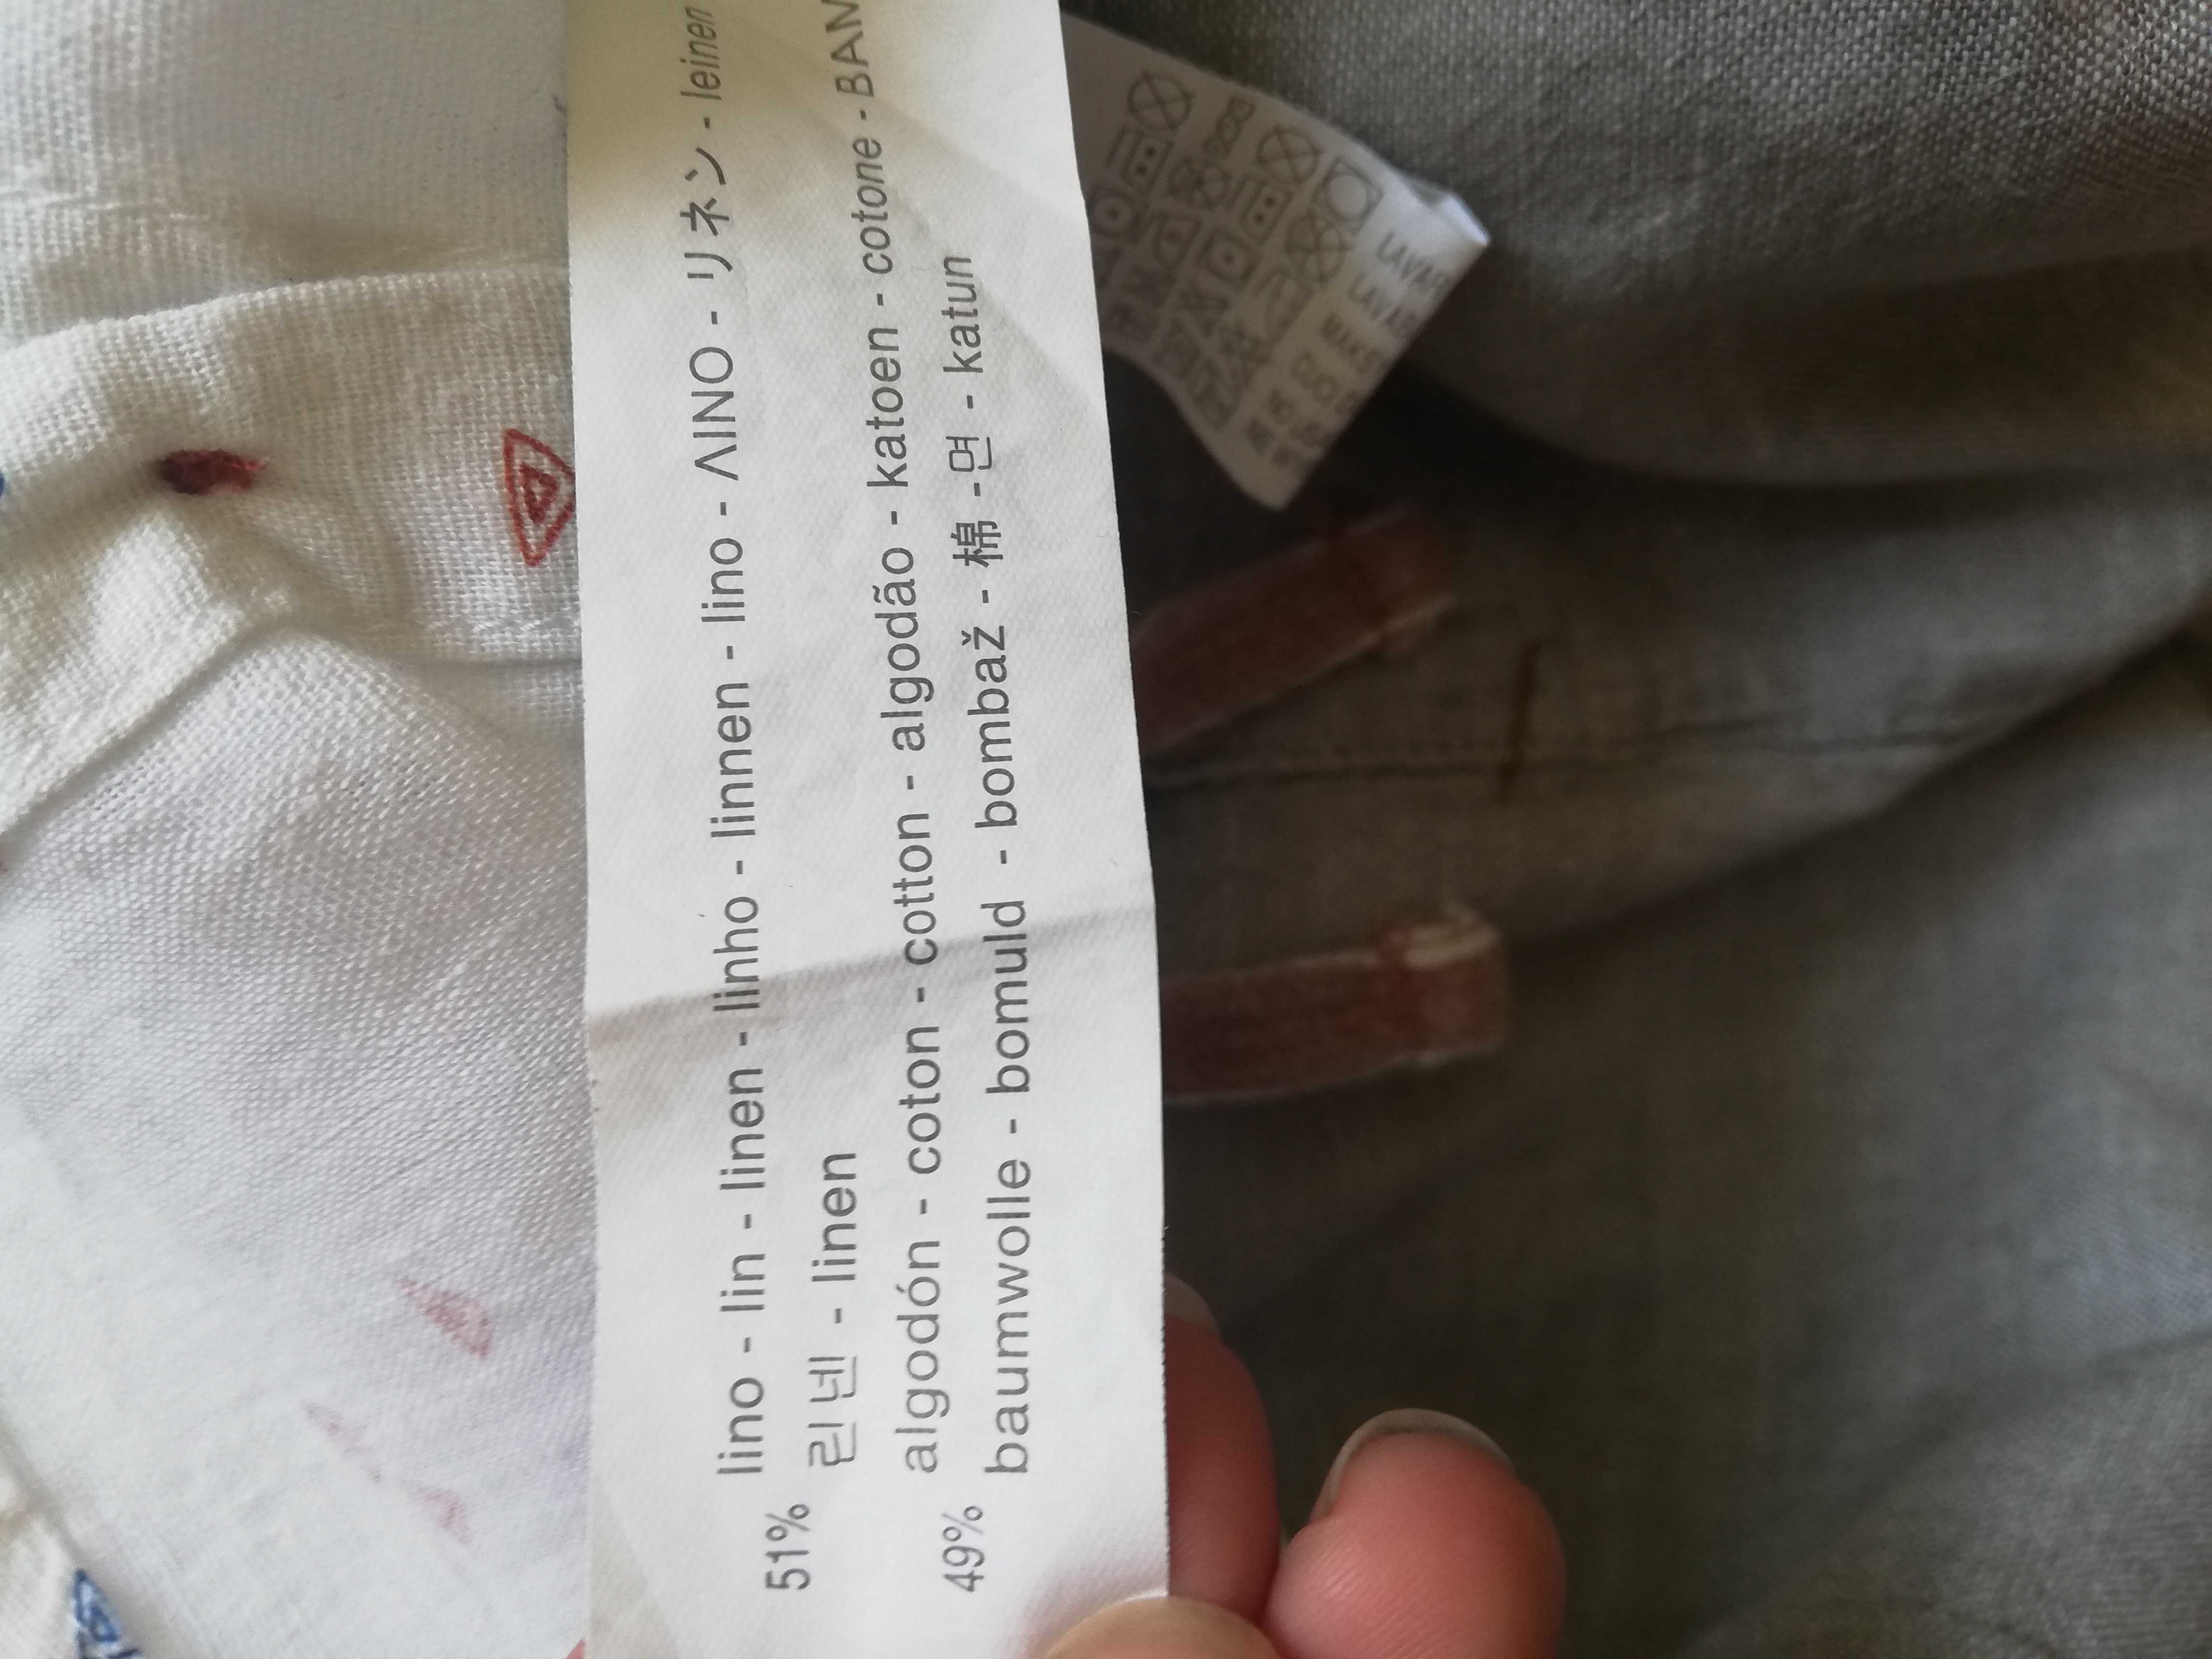 51%
lino - lin - linen - linho - linnen - lino - ΛΙΝΟ - リネン - leinen
린넨 - linen
49%
algodón - coton - cotton - algodão - katoen - cotone -
baumwolle - bomuld - bombaž - 棉 - 면 - katun